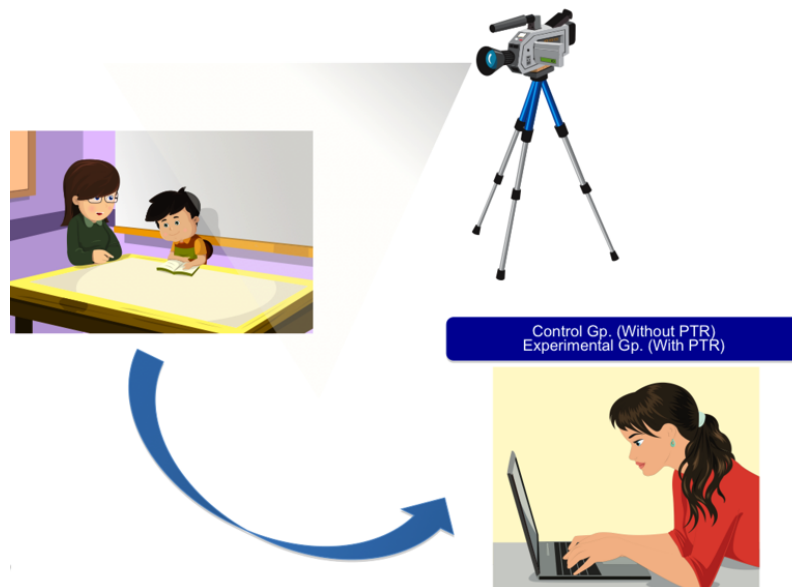 Control Gp. (Without PTR)
Experimental Gp. (With PTR)